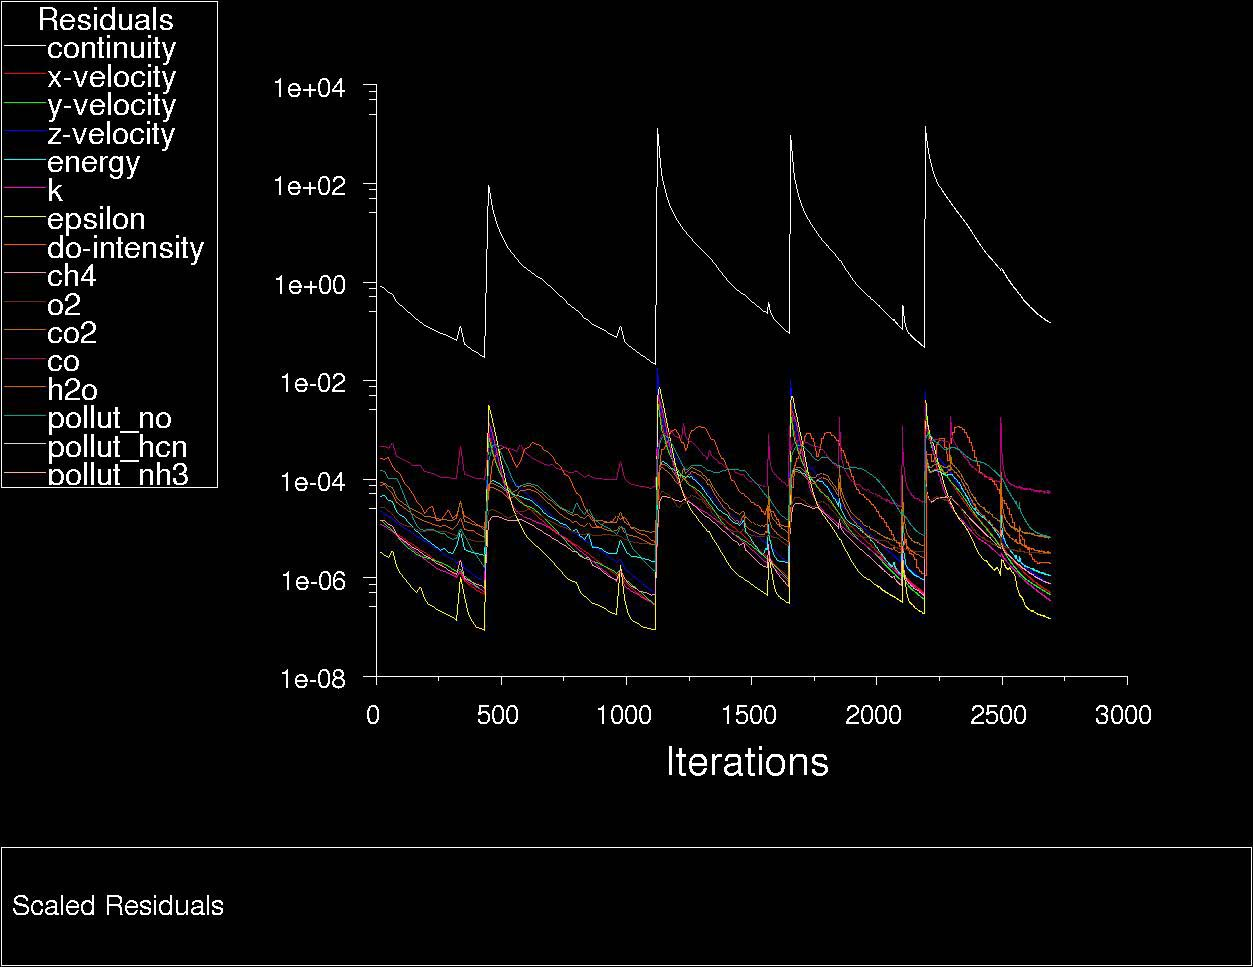 Residuals
continuity
x-velocity
y-velocity
z-velocity
energy
k
epsilon
do-intensity
ch4
o2
co2
co
h2o
pollut_no
pollut_hcn
pollut_nh3
1e+04
1e+02
1e+00
1e-02
1e-04
1e-06
1e-08
0 500 1000 1500 2000 2500 3000
Iterations
Scaled Residuals